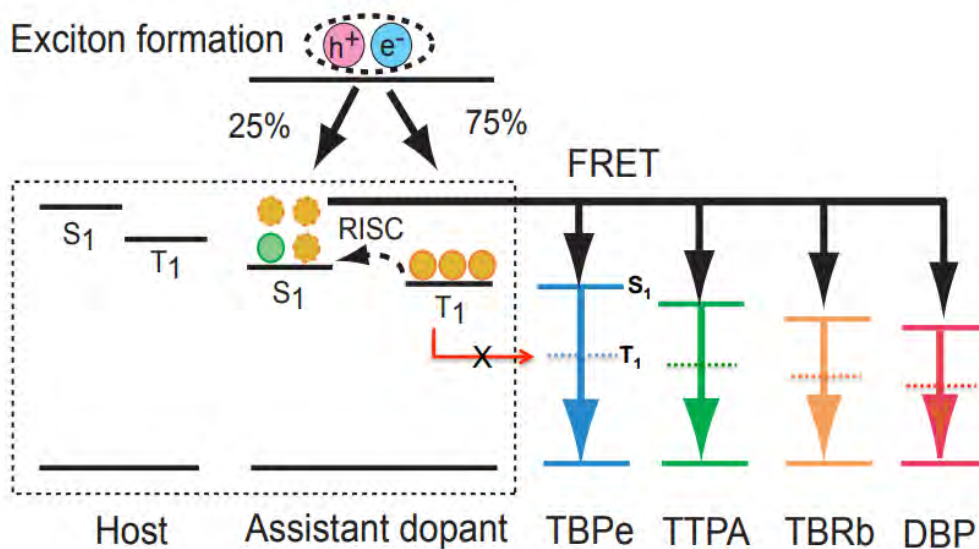 Exciton formation
h+ e-
25%
75%
FRET
S1
T1
RISC
S1
T1
X
S1
T1
Host
Assistant dopant
TBPe
TTPA
TBRb
DBP